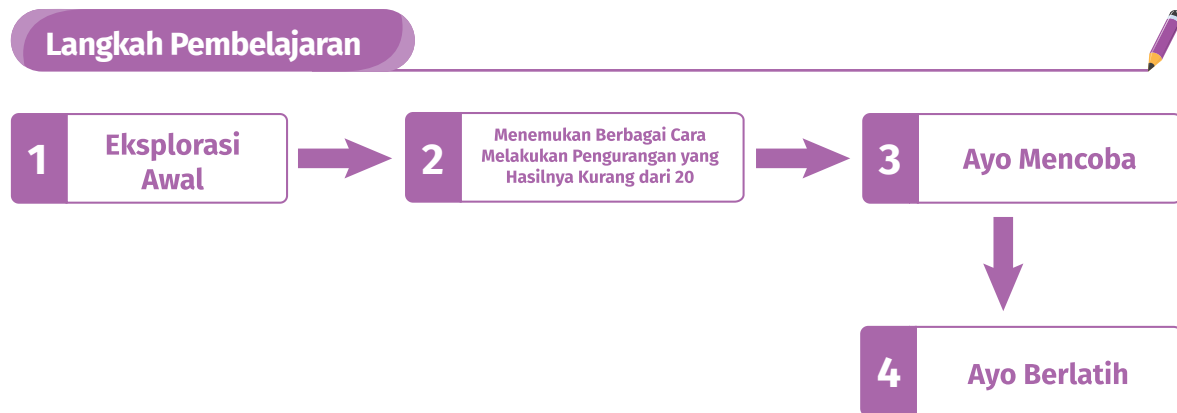 Langkah Pembelajaran
1
Eksplorasi
Awal
2
Menemukan Berbagai Cara
Melakukan Pengurangan yang
Hasilnya Kurang dari 20
3
Ayo Mencoba
4
Ayo Berlatih